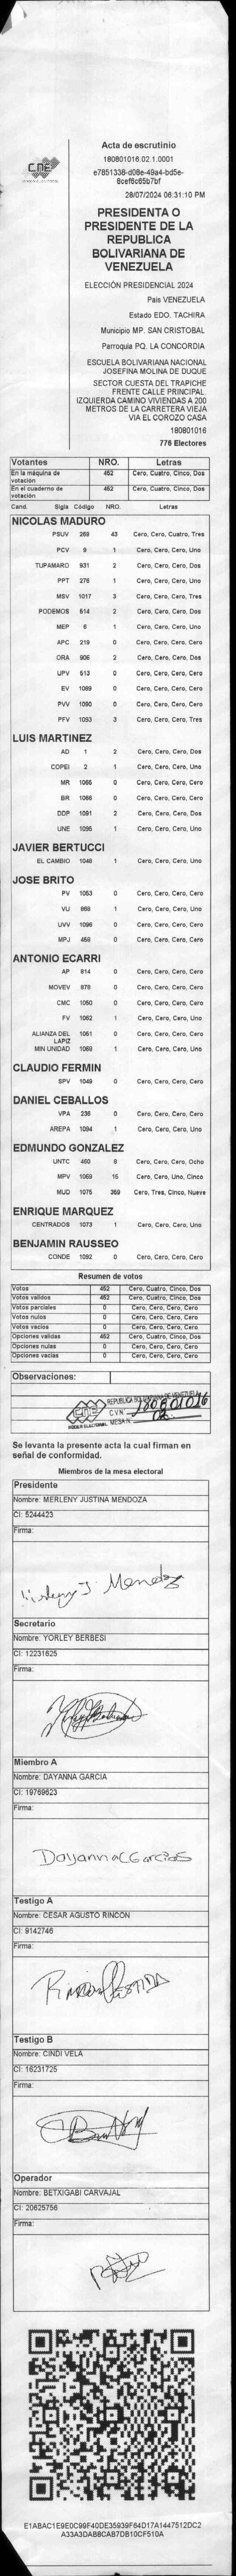 CNE
Acta de escrutinio
180801016.02.1.0001
e7851338-d08e-49a4-bd5e-
8cef6c65b7bf
28/07/2024 06:31:10 PM
PRESIDENTA O
PRESIDENTE DE LA
REPUBLICA
BOLIVARIANA DE
VENEZUELA
ELECCIÓN PRESIDENCIAL 2024
País VENEZUELA
Estado EDO. TACHIRA
Municipio MP. SAN CRISTOBAL
Parroquia PQ. LA CONCORDIA
ESCUELA BOLIVARIANA NACIONAL
JOSEFINA MOLINA DE DUQUE
SECTOR CUESTA DEL TRAPICHE
FRENTE CALLE PRINCIPAL.
IZQUIERDA CAMINO VIVIENDAS A 200
METROS DE LA CARRETERA VIEJA
VIA EL COROZO CASA
180801016
776 Electores
Votantes NRO. Letras
En la máquina de votación 452 Cero, Cuatro, Cinco, Dos
En el cuaderno de votación 452 Cero, Cuatro, Cinco, Dos
Cand. Sigla Código NRO. Letras
NICOLAS MADURO
PSUV 269 43 Cero, Cero, Cuatro, Tres
PCV 9 1 Cero, Cero, Cero, Uno
TUPAMARO 931 2 Cero, Cero, Cero, Dos
PPT 276 1 Cero, Cero, Cero, Uno
MSV 1017 3 Cero, Cero, Cero, Tres
PODEMOS 514 2 Cero, Cero, Cero, Dos
MEP 6 1 Cero, Cero, Cero, Uno
APC 219 0 Cero, Cero, Cero, Cero
ORA 906 2 Cero, Cero, Cero, Dos
UPV 513 0 Cero, Cero, Cero, Cero
EV 1089 0 Cero, Cero, Cero, Cero
PVV 1090 0 Cero, Cero, Cero, Cero
PFV 1093 3 Cero, Cero, Cero, Tres
LUIS MARTINEZ
AD 1 2 Cero, Cero, Cero, Dos
COPEI 2 1 Cero, Cero, Cero, Uno
MR 1065 0 Cero, Cero, Cero, Cero
BR 1066 0 Cero, Cero, Cero, Cero
DDP 1091 2 Cero, Cero, Cero, Dos
UNE 1095 1 Cero, Cero, Cero, Uno
JAVIER BERTUCCI
EL CAMBIO 1048 1 Cero, Cero, Cero, Uno
JOSE BRITO
PV 1053 0 Cero, Cero, Cero, Cero
VU 868 1 Cero, Cero, Cero, Uno
UVV 1096 0 Cero, Cero, Cero, Cero
MPJ 458 0 Cero, Cero, Cero, Cero
ANTONIO ECARRI
AP 914 0 Cero, Cero, Cero, Cero
MOVEV 978 0 Cero, Cero, Cero, Cero
CMC 1050 0 Cero, Cero, Cero, Cero
FV 1062 1 Cero, Cero, Cero, Uno
ALIANZA DEL LAPIZ 1051 0 Cero, Cero, Cero, Cero
MIN UNIDAD 1069 1 Cero, Cero, Cero, Uno
CLAUDIO FERMIN
SPV 1049 0 Cero, Cero, Cero, Cero
DANIEL CEBALLOS
VPA 236 0 Cero, Cero, Cero, Cero
AREPA 1094 1 Cero, Cero, Cero, Uno
EDMUNDO GONZALEZ
UNTC 460 8 Cero, Cero, Cero, Ocho
MPV 1059 15 Cero, Cero, Uno, Cinco
MUD 1075 359 Cero, Tres, Cinco, Nueve
ENRIQUE MARQUEZ
CENTRADOS 1073 1 Cero, Cero, Cero, Uno
BENJAMIN RAUSSEO
CONDE 1092 0 Cero, Cero, Cero, Cero
Resumen de votos
Votos 452 Cero, Cuatro, Cinco, Dos
Votos validos 452 Cero, Cuatro, Cinco, Dos
Votos parciales 0 Cero, Cero, Cero, Cero
Votos nulos 0 Cero, Cero, Cero, Cero
Votos vacíos 0 Cero, Cero, Cero, Cero
Opciones validas 452 Cero, Cuatro, Cinco, Dos
Opciones nulas 0 Cero, Cero, Cero, Cero
Opciones vacías 0 Cero, Cero, Cero, Cero
Observaciones:
CNE
PODER ELECTORAL
REPUBLICA BOLIVARIANA DE VENEZUELA
CVN: 180801016
MESA N° 02
Se levanta la presente acta la cual firman en
señal de conformidad.
Miembros de la mesa electoral
Presidente
Nombre: MERLENY JUSTINA MENDOZA
CI: 5244423
Firma:
Merleny J Mendoza
Secretario
Nombre: YORLEY BERBESI
CI: 12231625
Firma:
Miembro A
Nombre: DAYANNA GARCIA
CI: 19769623
Firma:
Testigo A
Nombre: CESAR AGUSTO RINCON
CI: 9142746
Firma:
Testigo B
Nombre: CINDI VELA
CI: 16231725
Firma:
Operador
Nombre: BETXIGABI CARVAJAL
CI: 20625756
Firma:
E1ABAC1E9E0C99F40DE35939F64D17A1447512DC2
A33A3DAB8CAB7DB10CF510A